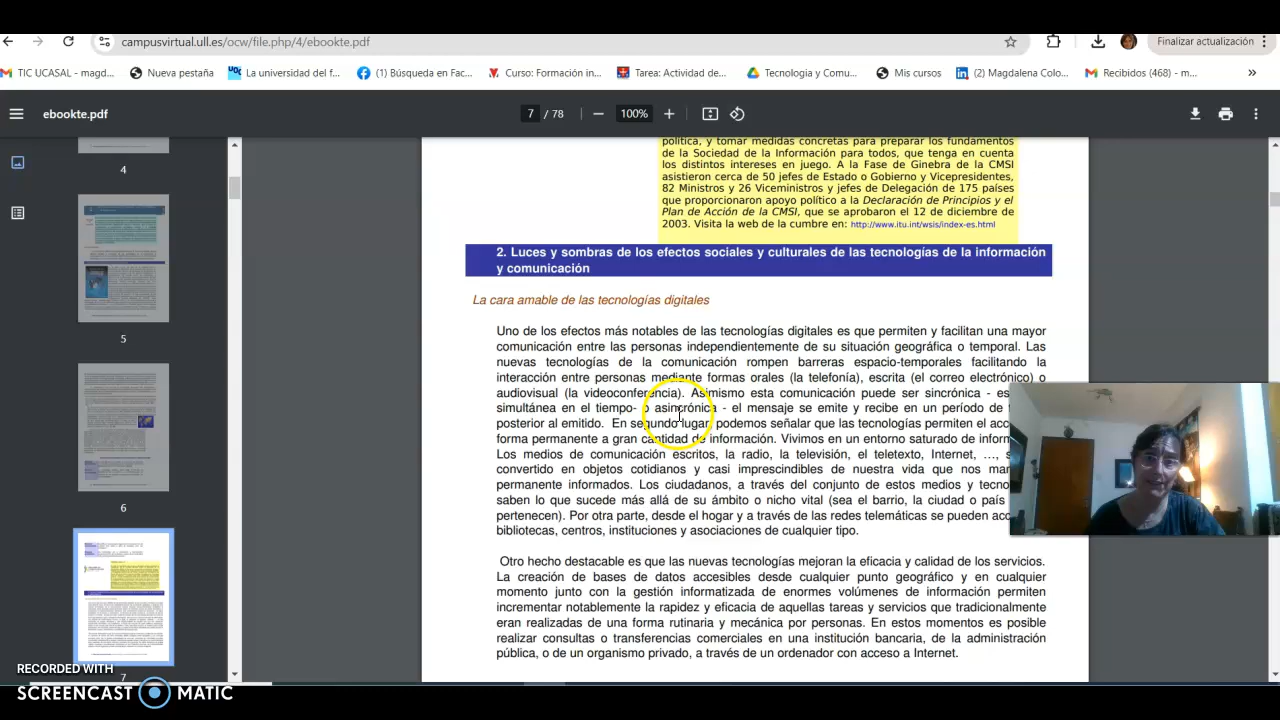 campusvirtual.ull.es/ocw/file.php/4/ebookte.pdf
Finalizar actualización
TIC UCASAL - magd...
Nueva pestaña
La universidad del f...
(1) Búsqueda en Fac...
Curso: Formación in...
Tarea: Actividad de...
Tecnologia y Comu...
Mis cursos
(2) Magdalena Colo...
Recibidos (468) - m...
ebookte.pdf
7 / 78
100%
4
5
6
7
política, y tomar medidas concretas para preparar los fundamentos
de la Sociedad de la Información para todos, que tenga en cuenta
los distintos intereses en juego. A la Fase de Ginebra de la CMSI
asistieron cerca de 50 jefes de Estado o Gobierno y Vicepresidentes,
82 Ministros y 26 Viceministros y jefes de Delegación de 175 países
que proporcionaron apoyo político a la Declaración de Principios y el
Plan de Acción de la CMSI, que se aprobaron el 12 de diciembre de
2003. Visita la web de la cumbre en: http://www.itu.int/wsis/index-es.html
2. Luces y sombras de los efectos sociales y culturales de las tecnologías de la información
y comunicación
La cara amable de las tecnologías digitales
Uno de los efectos más notables de las tecnologías digitales es que permiten y facilitan una mayor
comunicación entre las personas independientemente de su situación geográfica o temporal. Las
nuevas tecnologías de la comunicación rompen barreras espacio-temporales facilitando la
interacción entre personas mediante formas orales (la telefonía), escrita (el correo electrónico) o
audiovisual (la videoconferencia). Asimismo esta comunicación puede ser sincrónica - es
simultánea en el tiempo- o asincrónica - el mensaje se emite y recibe en un período de
posterior al emitido. En segundo lugar, podemos señalar que las tecnologías permiten el acc
forma permanente a gran cantidad de información. Vivimos en un entorno saturado de inform
Los medios de comunicación escritos, la radio, la televisión, el teletexto, Internet, ..., s
convertido en objetos cotidianos y casi imprescindibles de nuestra vida que nos man
permanente informados. Los ciudadanos, a través del conjunto de estos medios y tecno
saben lo que sucede más allá de su ámbito o nicho vital (sea el barrio, la ciudad o país
pertenecen). Por otra parte, desde el hogar y a través de las redes telemáticas se pueden acc
bibliotecas, centros, instituciones y asociaciones de cualquier tipo.
Otro hecho destacable es que las nuevas tecnologías mejoran la eficacia y calidad de los servicios.
La creación de bases de datos accesibles desde cualquier punto geográfico y en cualquier
momento junto con la gestión informatizada de enormes volúmenes de información permiten
incrementar notablemente la rapidez y eficacia de aquellas tareas y servicios que tradicionalmente
eran realizadas de una forma rutinaria y mecánica por personas. En estos momentos es posible
realizar consultas o transferencias comerciales en una institución bancaria, de la administración
pública, o de un organismo privado, a través de un ordenador con acceso a Internet.
RECORDED WITH
SCREENCAST MATIC